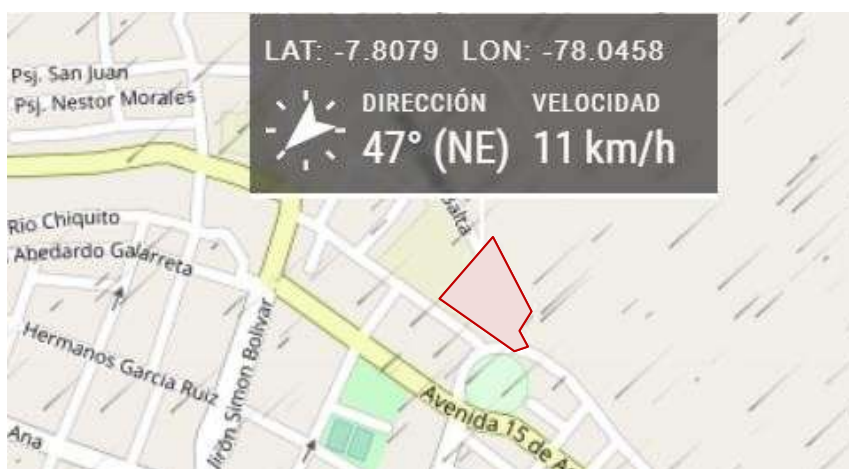 LAT: -7.8079 LON: -78.0458
DIRECCIÓN VELOCIDAD
47° (NE) 11 km/h
Psj. San Juan
Psj. Nestor Morales
Rio Chiquito
Abedardo Galarreta
Hermanos Garcia Ruiz
Jirón Simon Bolivar
Avenida 15 de A
Ana